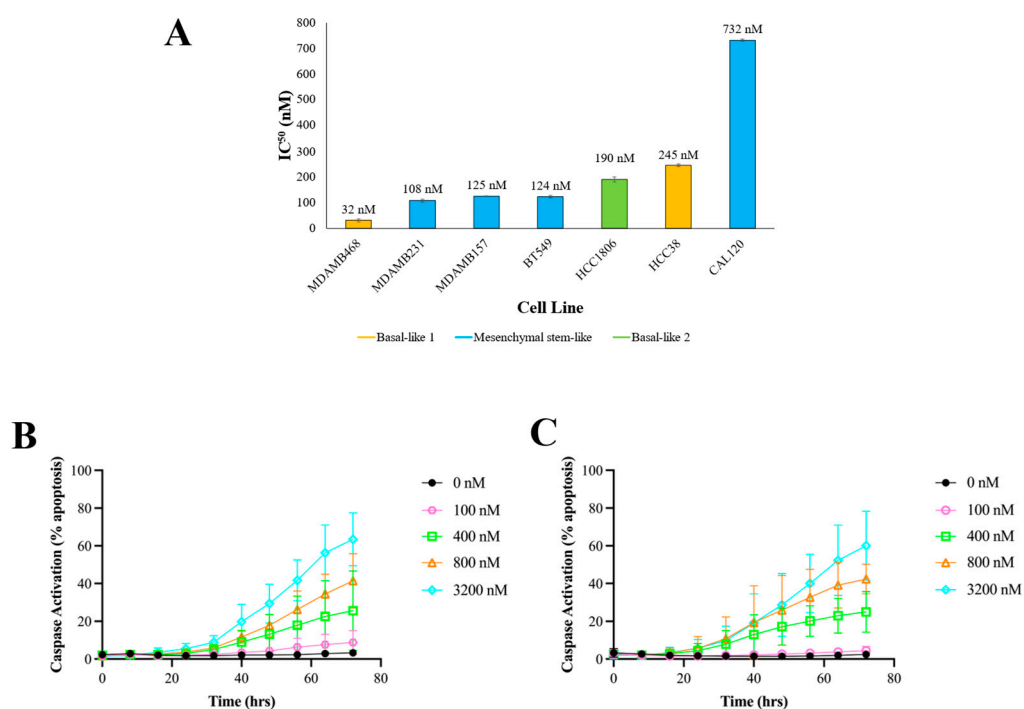 A
IC⁵⁰ (nM)
800
700
600
500
400
300
200
100
0
32 nM
108 nM
125 nM
124 nM
190 nM
245 nM
732 nM
MDAMB468
MDAMB231
MDAMB157
BT549
HCC1806
HCC38
CAL120
Cell Line
Basal-like 1 Mesenchymal stem-like Basal-like 2
B
Caspase Activation (% apoptosis)
100
80
60
40
20
0
0 20 40 60 80
Time (hrs)
0 nM
100 nM
400 nM
800 nM
3200 nM
C
Caspase Activation (% apoptosis)
100
80
60
40
20
0
0 20 40 60 80
Time (hrs)
0 nM
100 nM
400 nM
800 nM
3200 nM